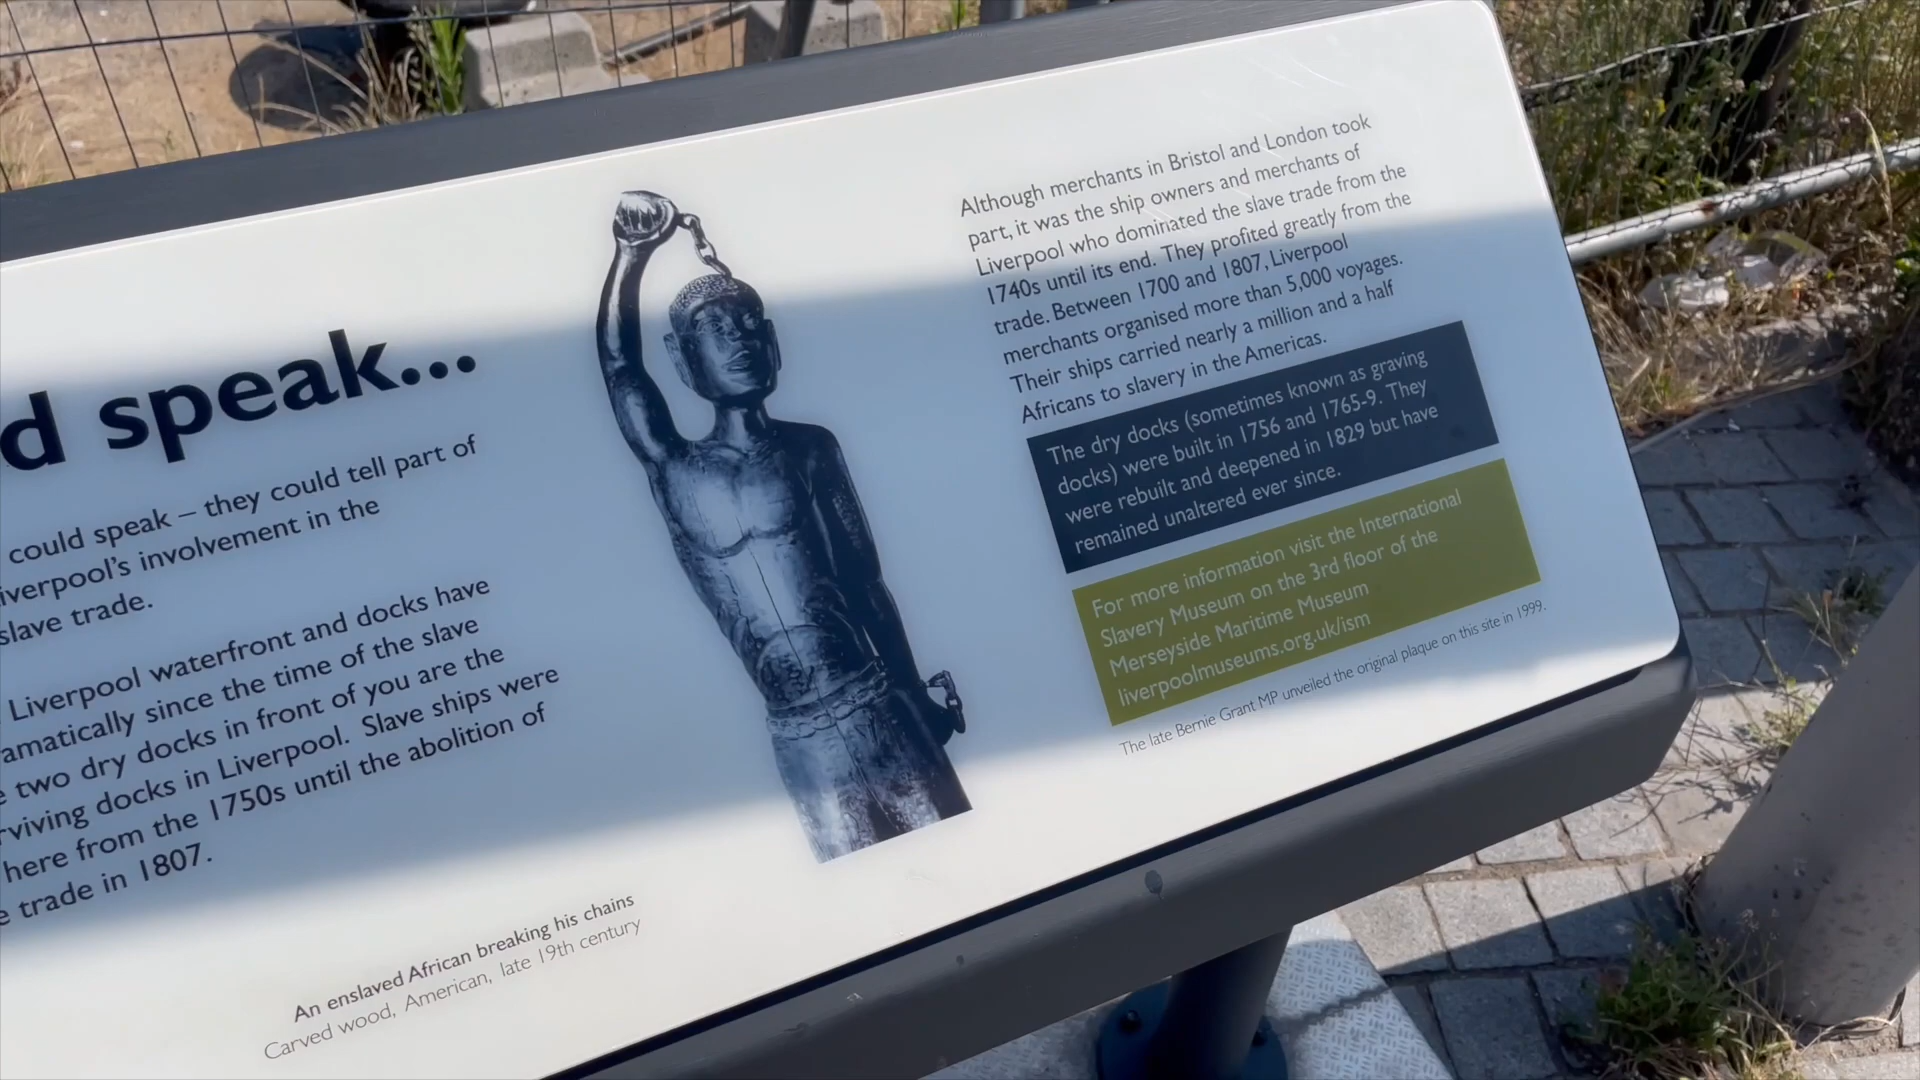 d speak...
could speak – they could tell part of
iverpool's involvement in the
slave trade.
Liverpool waterfront and docks have
amatically since the time of the slave
two dry docks in front of you are the
rviving docks in Liverpool. Slave ships were
here from the 1750s until the abolition of
e trade in 1807.
An enslaved African breaking his chains
Carved wood, American, late 19th century
Although merchants in Bristol and London took
part, it was the ship owners and merchants of
Liverpool who dominated the slave trade from the
1740s until its end. They profited greatly from the
trade. Between 1700 and 1807, Liverpool
merchants organised more than 5,000 voyages.
Their ships carried nearly a million and a half
Africans to slavery in the Americas.
The dry docks (sometimes known as graving
docks) were built in 1756 and 1765-9. They
were rebuilt and deepened in 1829 but have
remained unaltered ever since.
For more information visit the International
Slavery Museum on the 3rd floor of the
Merseyside Maritime Museum
liverpoolmuseums.org.uk/ism
The late Bernie Grant MP unveiled the original plaque on this site in 1999.